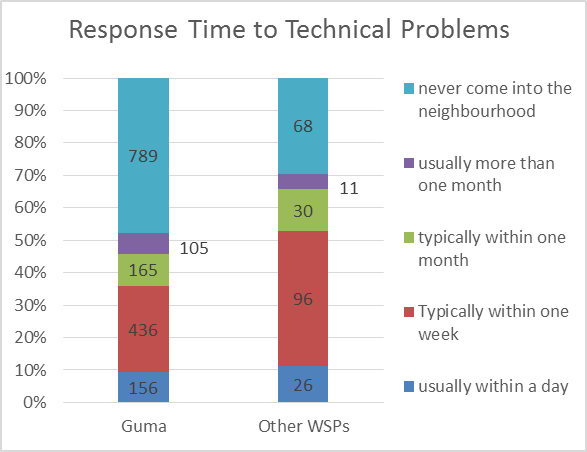 Response Time to Technical Problems
100%
90%
80%
70%
60%
50%
40%
30%
20%
10%
0%
789
105
165
436
156
68
11
30
96
26
Guma
Other WSPs
never come into the
neighbourhood
usually more than
one month
typically within one
month
Typically within one
week
usually within a day